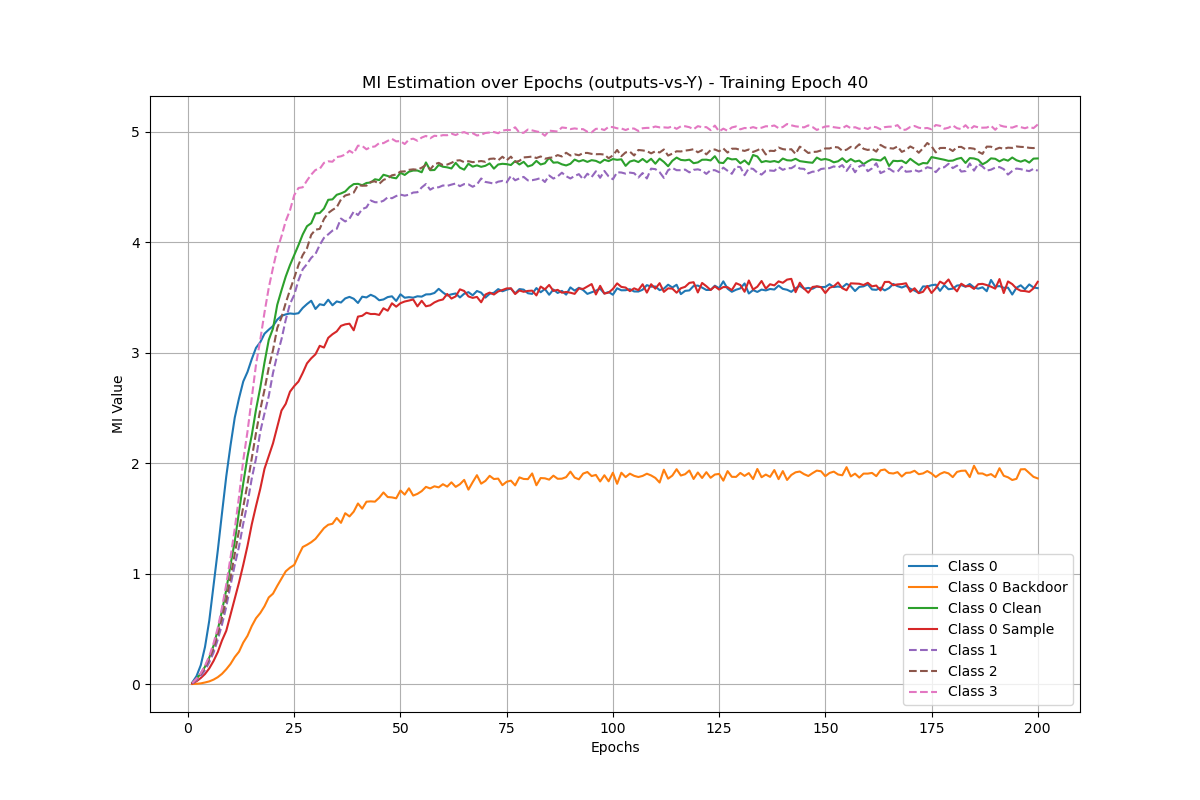 MI Estimation over Epochs (outputs-vs-Y) - Training Epoch 40
MI Value
5
4
3
2
1
0
0 25 50 75 100 125 150 175 200
Epochs
Class 0
Class 0 Backdoor
Class 0 Clean
Class 0 Sample
Class 1
Class 2
Class 3